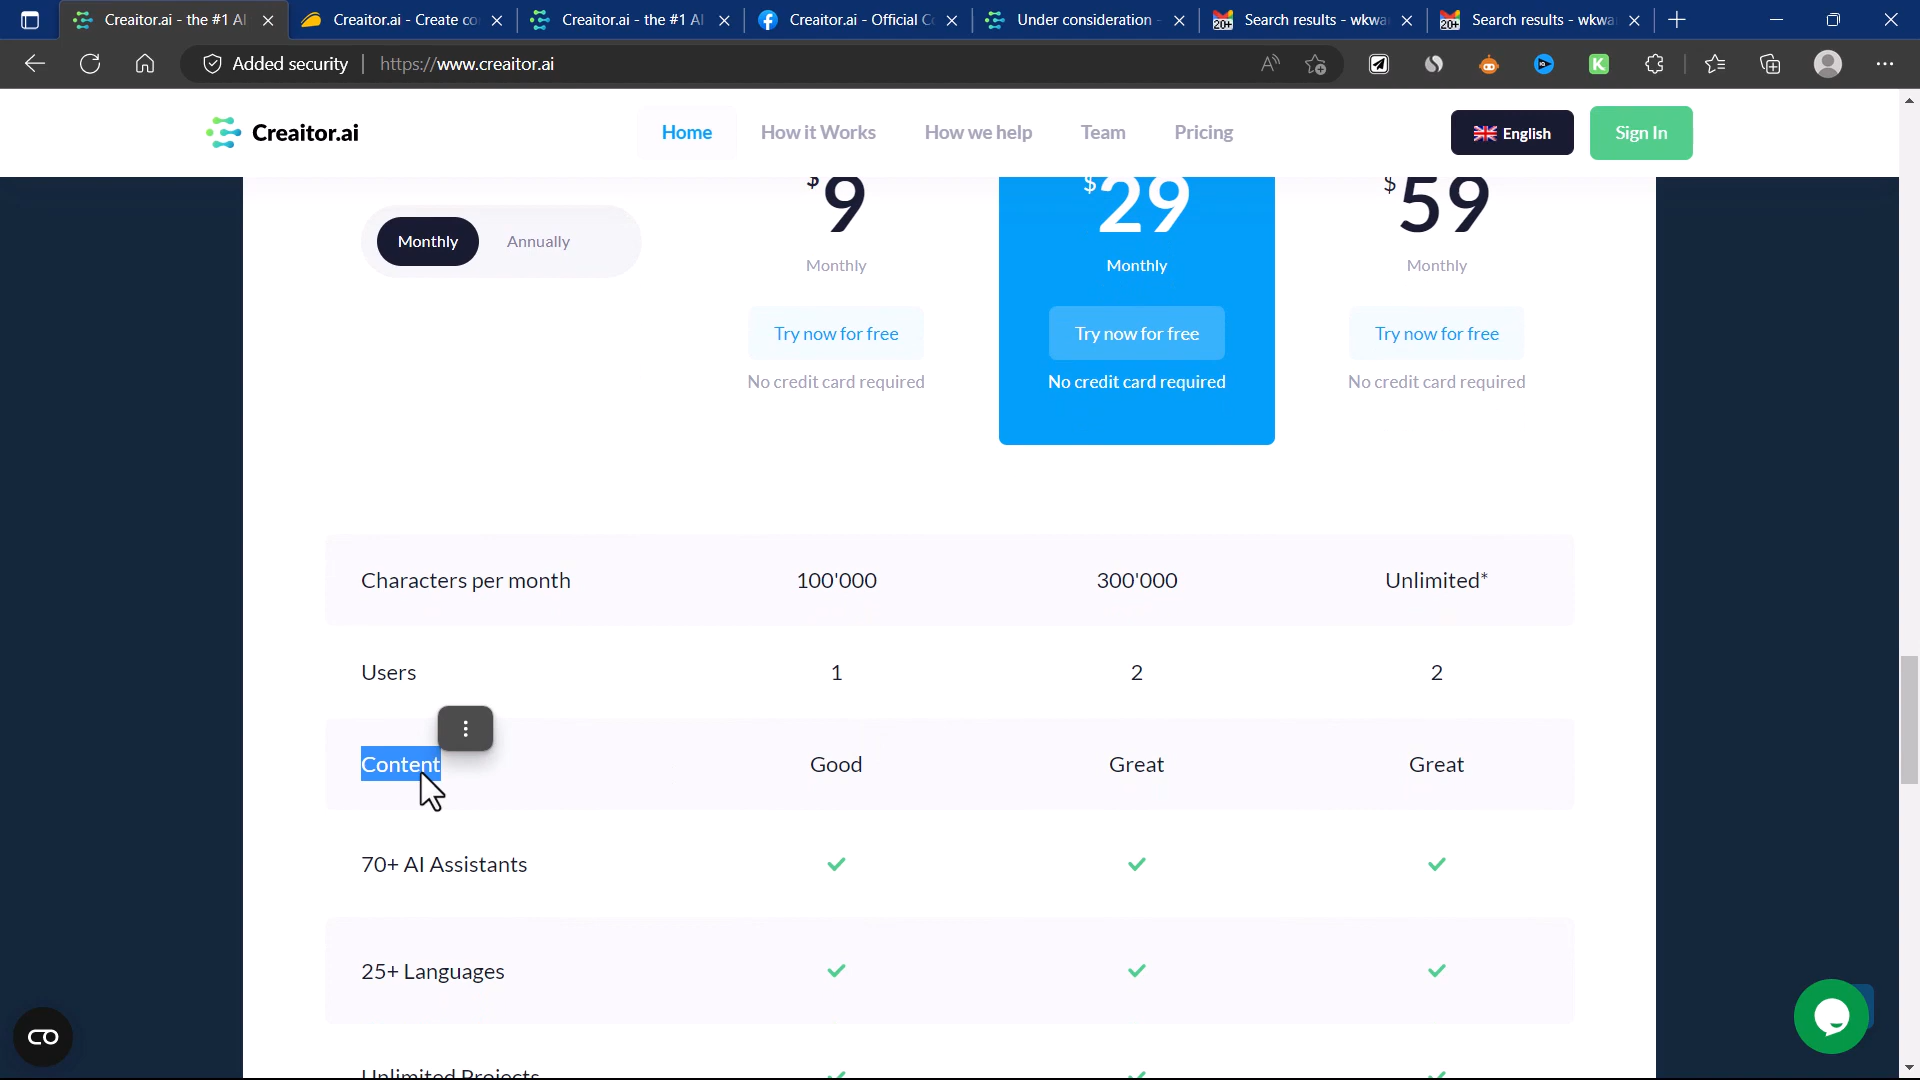 Creaitor.ai - the #1 AI
Creaitor.ai - Create co
Creaitor.ai - the #1 AI
Creaitor.ai - Official C
Under consideration -
20+ Search results - wkwa
20+ Search results - wkwa
Added security
https://www.creaitor.ai
Creaitor.ai
Home
How it Works
How we help
Team
Pricing
English
Sign In
Monthly
Annually
$9
$29
$59
Monthly
Monthly
Monthly
Try now for free
Try now for free
Try now for free
No credit card required
No credit card required
No credit card required
Characters per month 100'000 300'000 Unlimited*
Users 1 2 2
Content Good Great Great
70+ AI Assistants
25+ Languages
Unlimited Projects